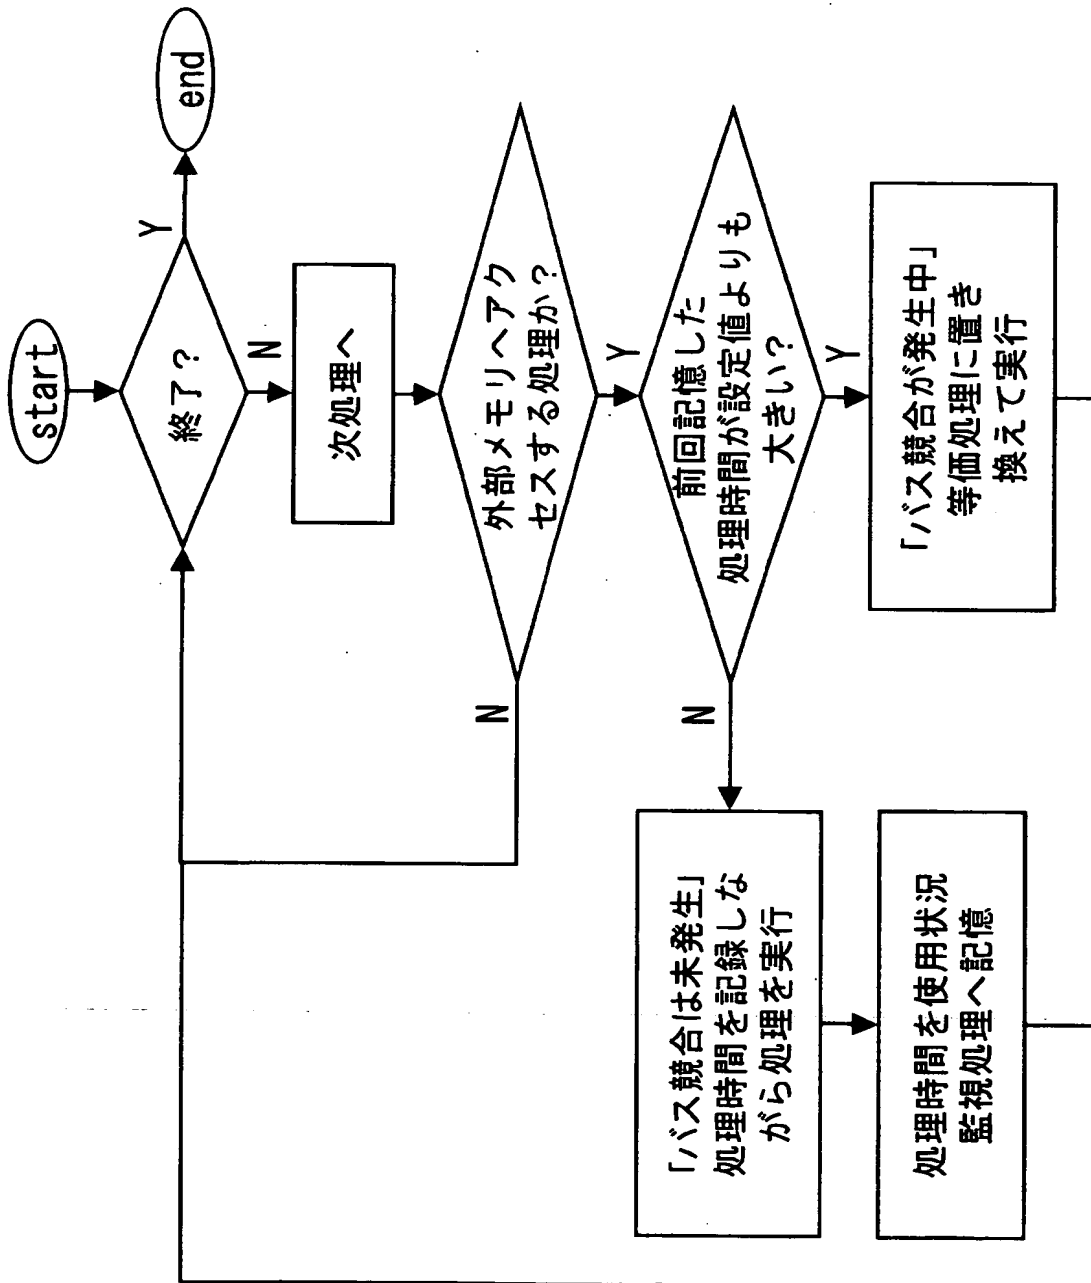 start
終了？
Y
end
N
次処理へ
外部メモリへアク
セスする処理か？
N
Y
前回記憶した
処理時間が設定値よりも
大きい？
N
Y
「バス競合は未発生」
処理時間を記録しな
がら処理を実行
「バス競合が発生中」
等価処理に置き
換えて実行
処理時間を使用状況
監視処理へ記憶